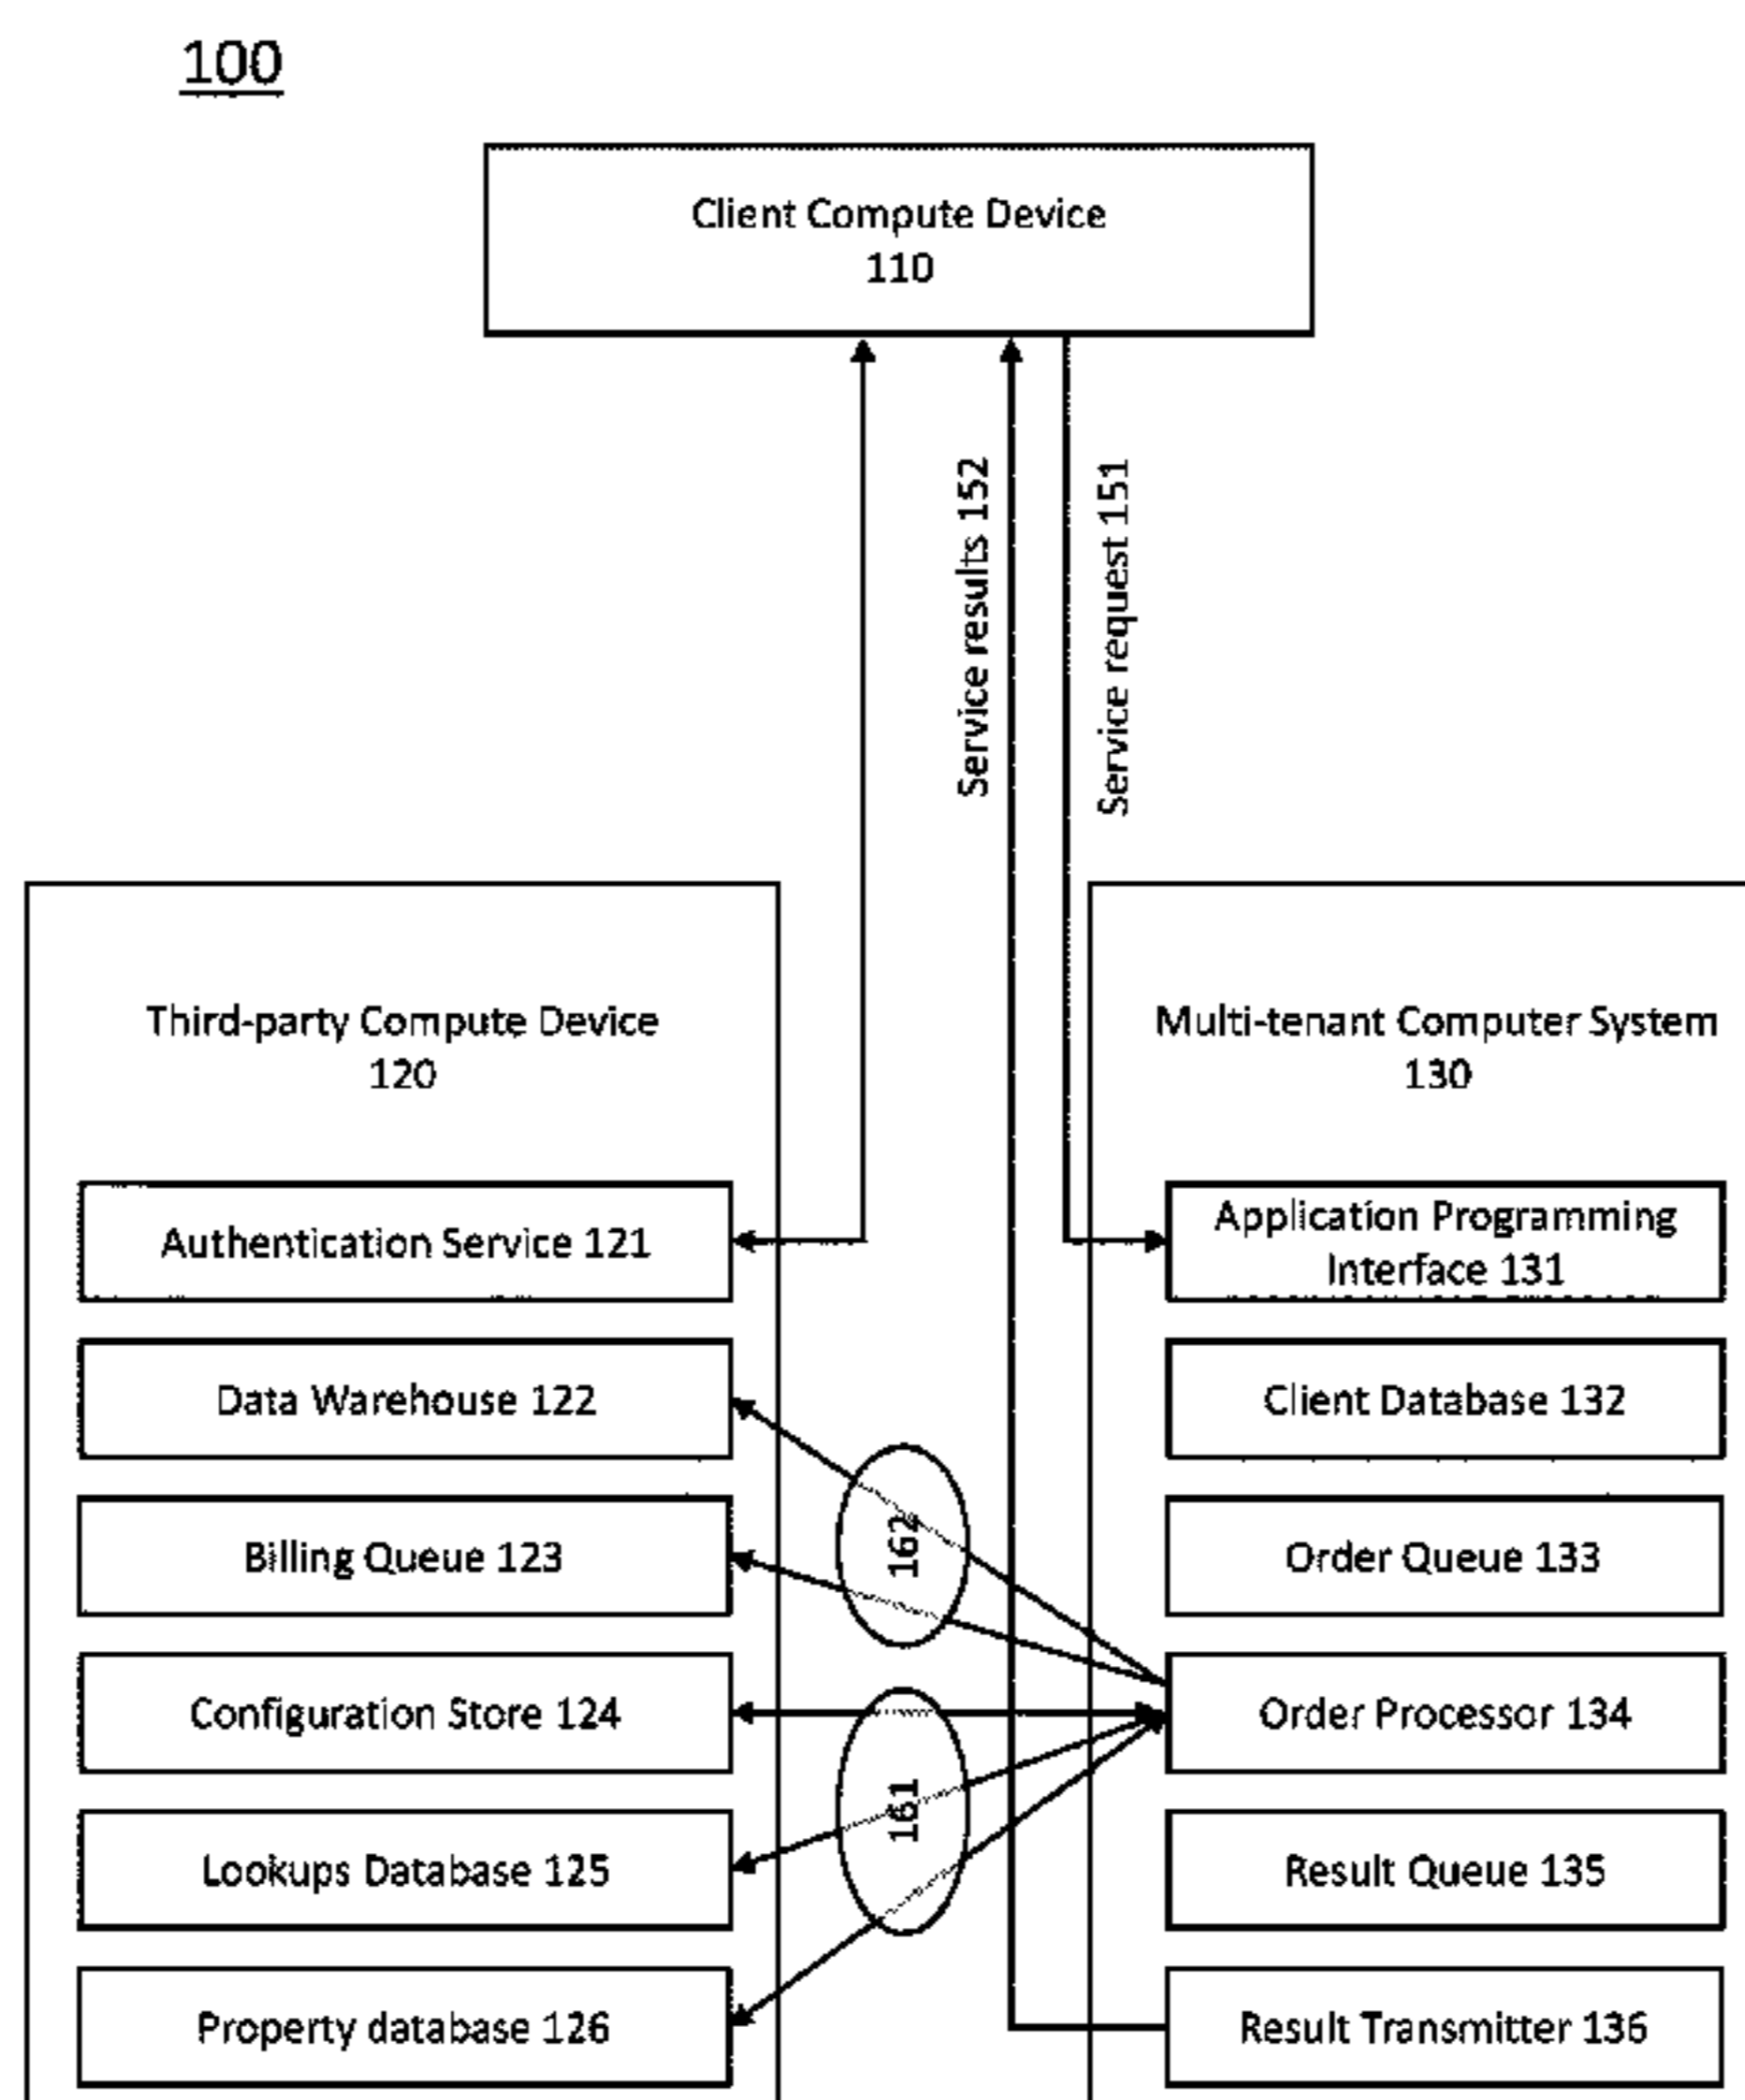 100
Client Compute Device
110
Service results 152
Service request 151
Third-party Compute Device
120
Authentication Service 121
Data Warehouse 122
Billing Queue 123
Configuration Store 124
Lookups Database 125
Property database 126
162
161
Multi-tenant Computer System
130
Application Programming
Interface 131
Client Database 132
Order Queue 133
Order Processor 134
Result Queue 135
Result Transmitter 136